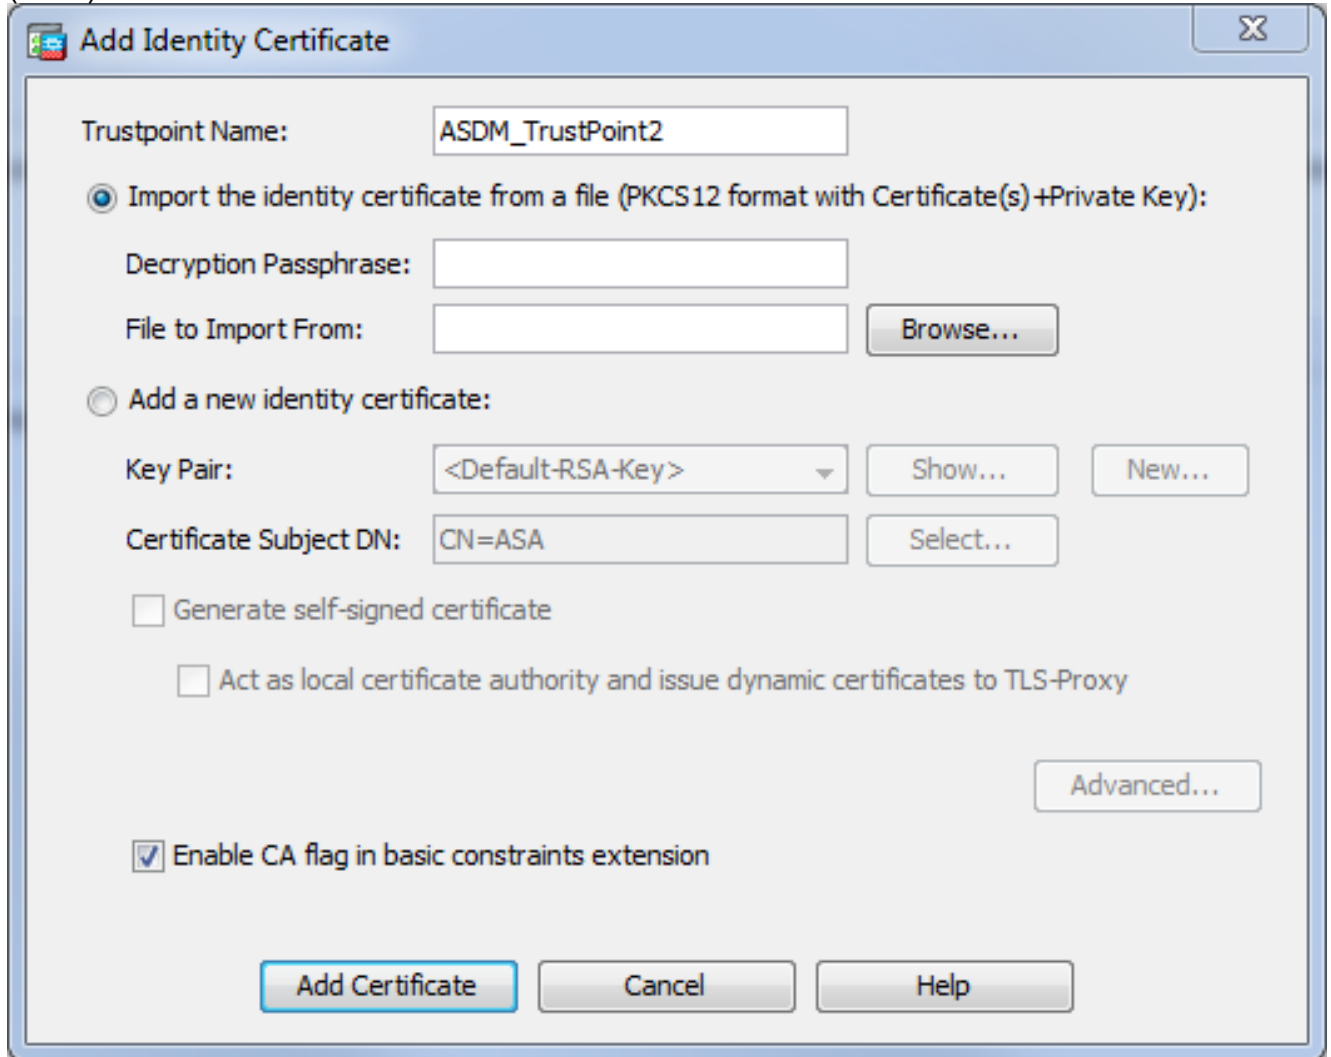 Add Identity Certificate
Trustpoint Name: ASDM_TrustPoint2
Import the identity certificate from a file (PKCS12 format with Certificate(s)+Private Key):
Decryption Passphrase:
File to Import From: Browse...
Add a new identity certificate:
Key Pair: <Default-RSA-Key> Show... New...
Certificate Subject DN: CN=ASA Select...
Generate self-signed certificate
Act as local certificate authority and issue dynamic certificates to TLS-Proxy
Advanced...
Enable CA flag in basic constraints extension
Add Certificate Cancel Help